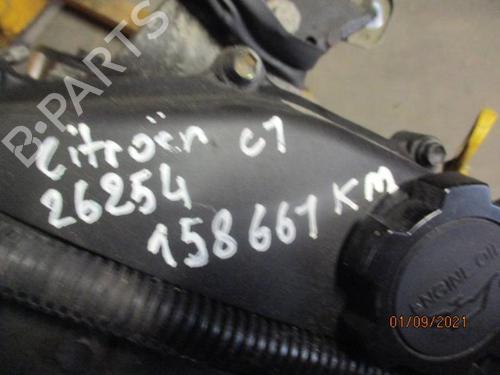 B-PARTS
Citroën C1
26254
158661 KM
ENGINE OIL
01/09/2021